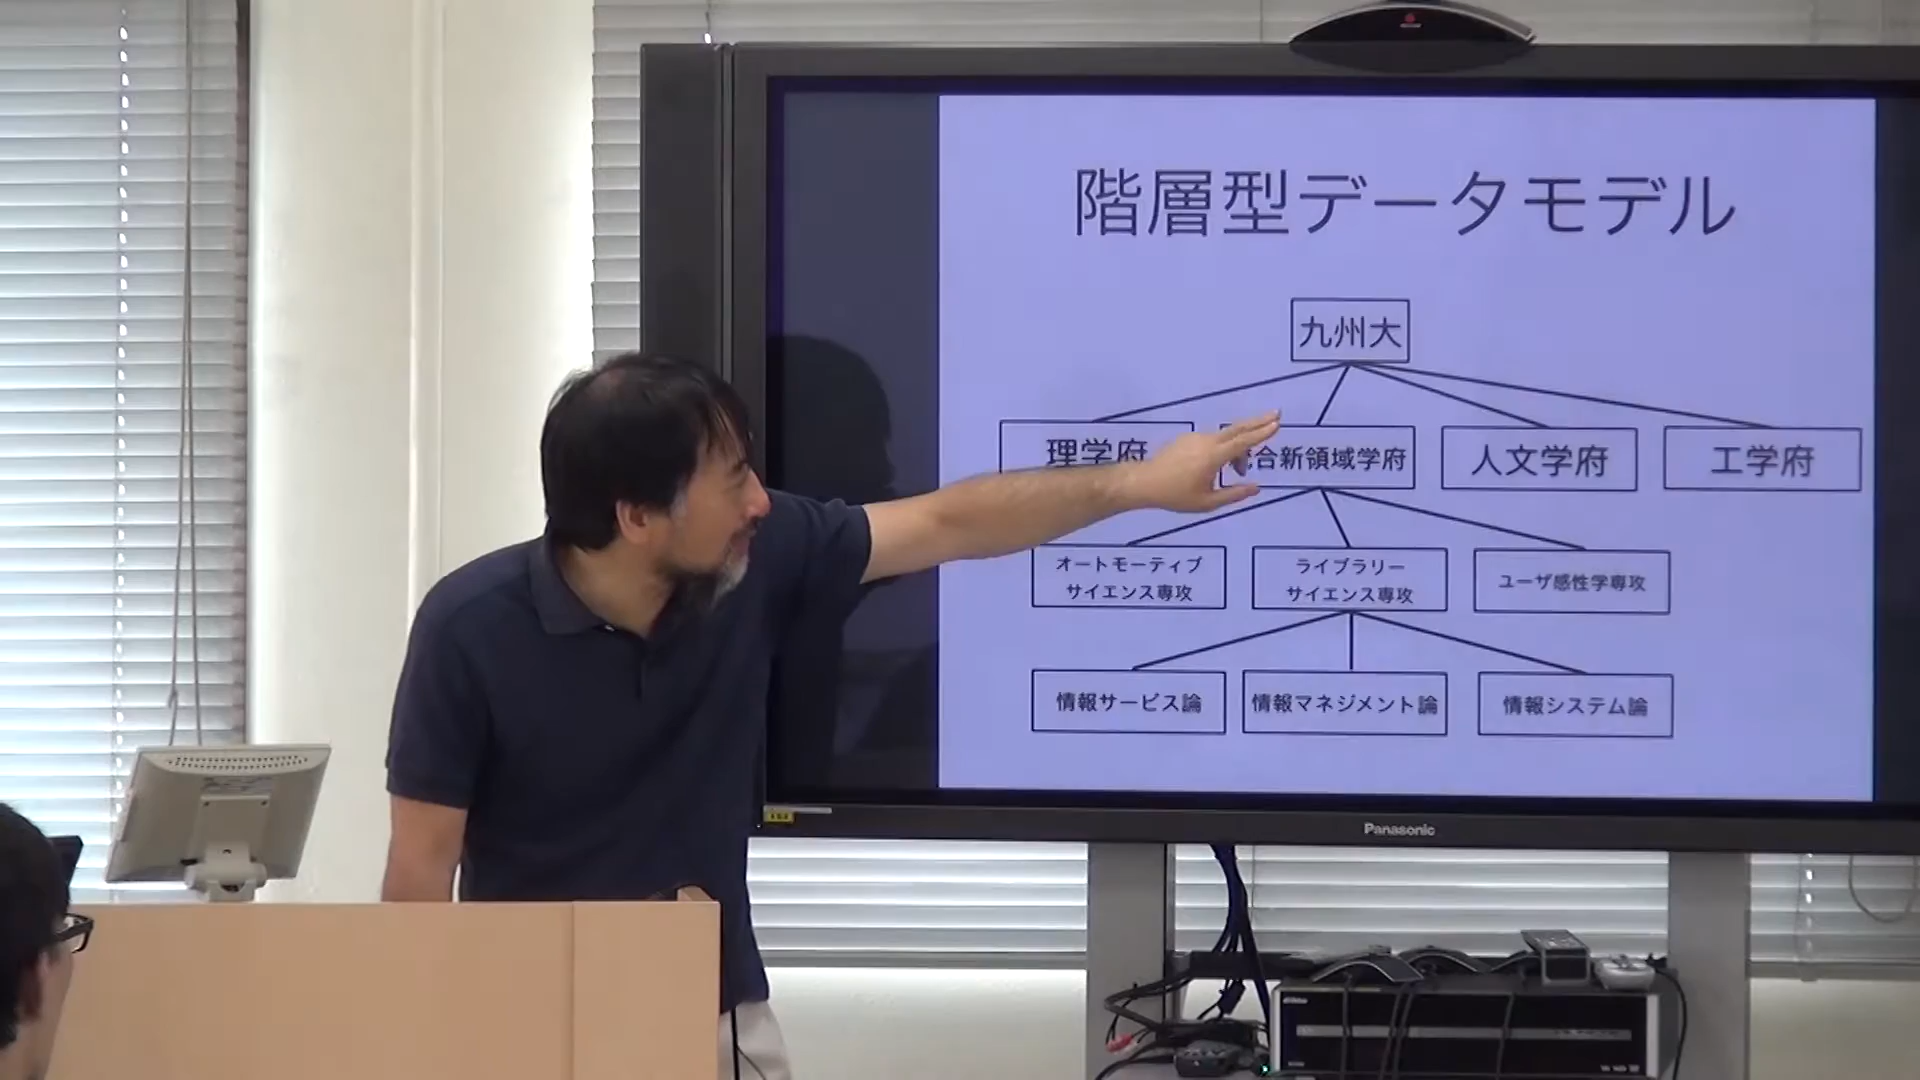 階層型データモデル
九州大
理学府
合新領域学府
人文学府
工学府
オートモーティブ
サイエンス専攻
ライブラリー
サイエンス専攻
ユーザ感性学専攻
情報サービス論
情報マネジメント論
情報システム論
Panasonic